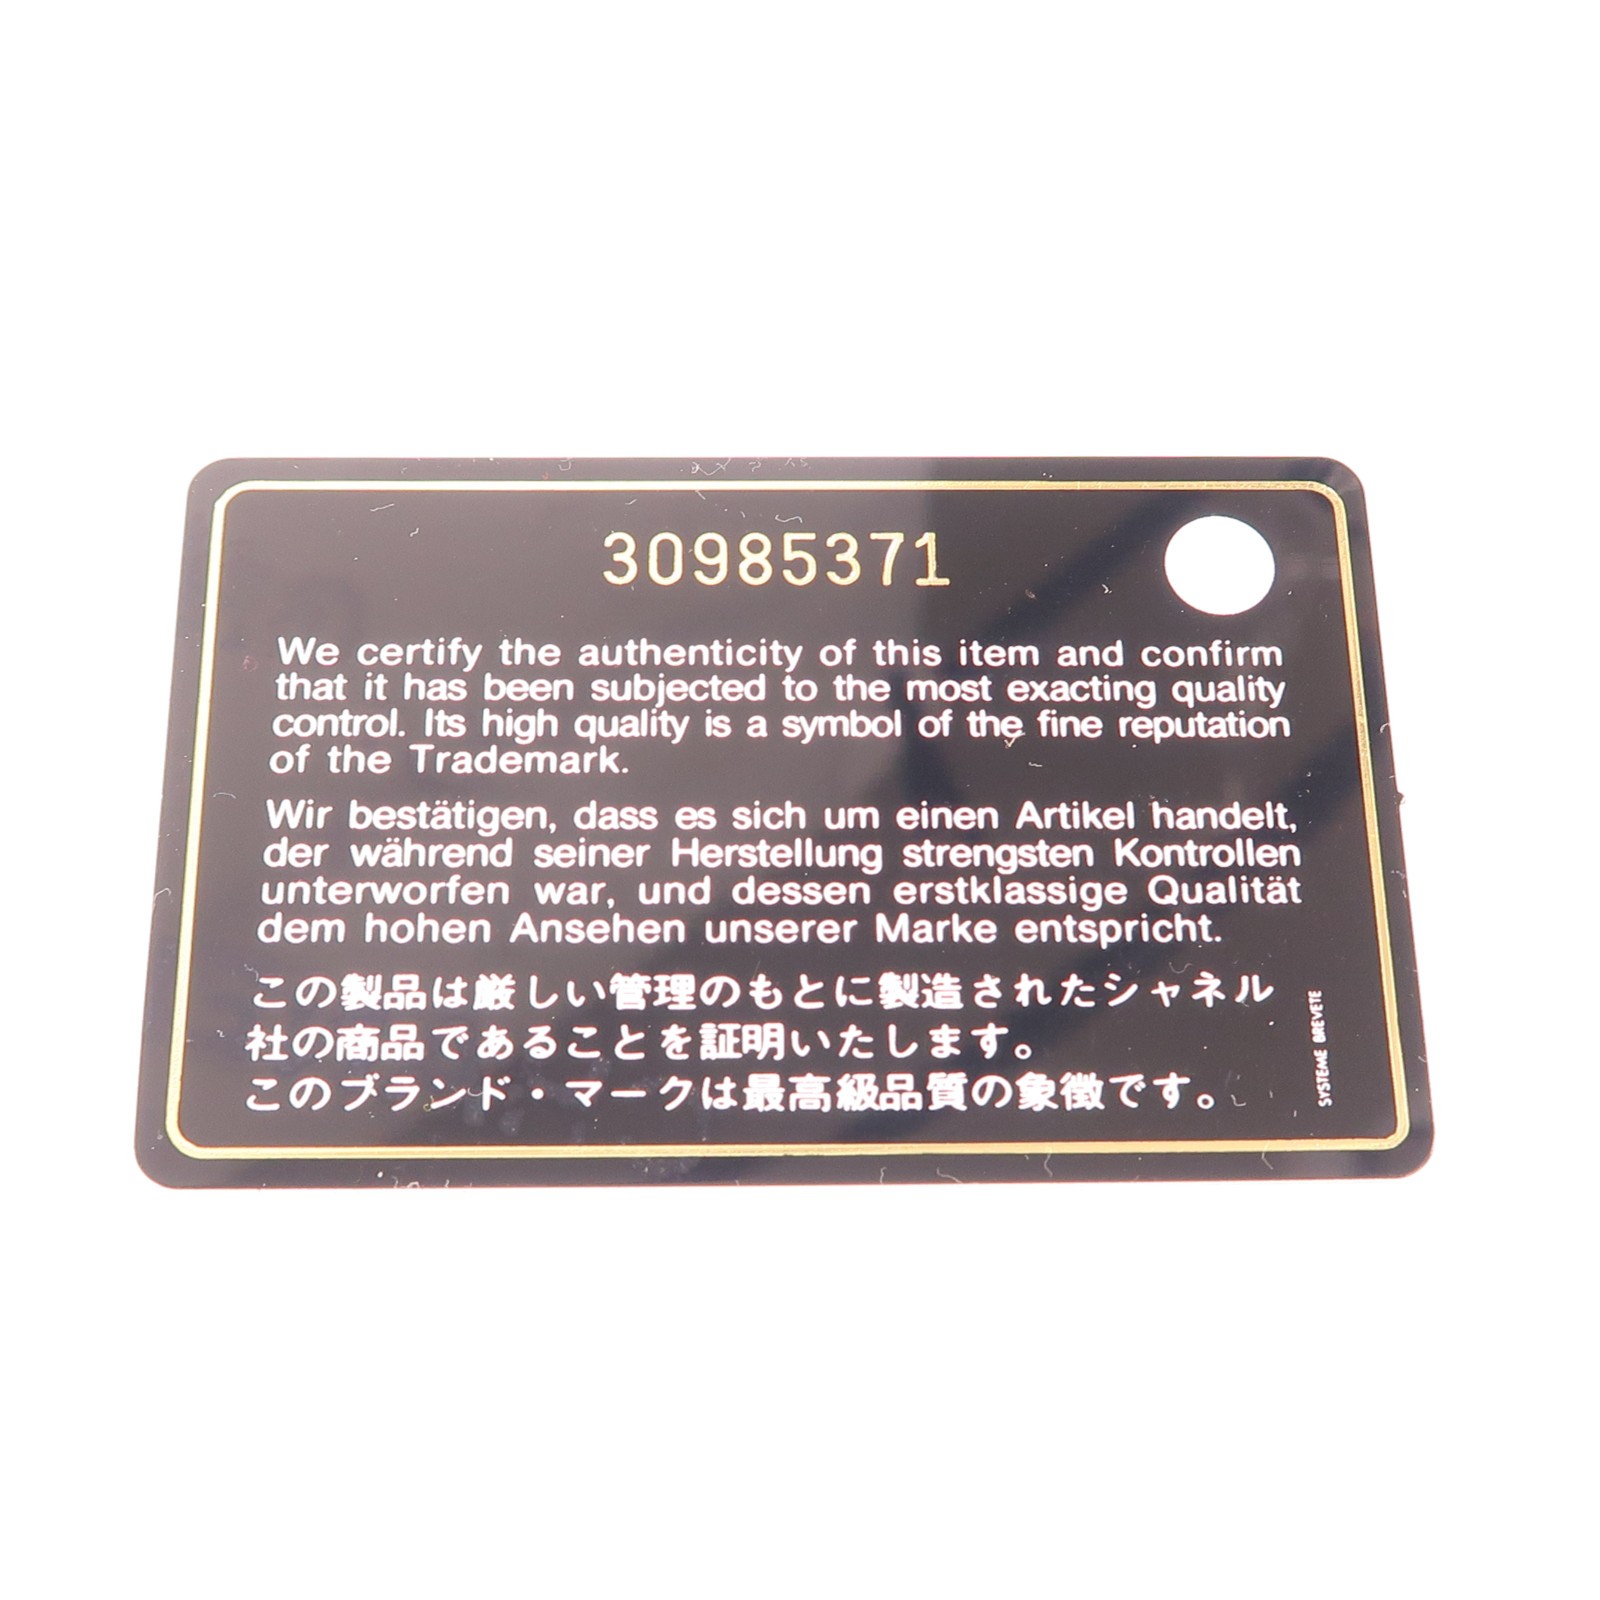 30985371
We certify the authenticity of this item and confirm
that it has been subjected to the most exacting quality
control. Its high quality is a symbol of the fine reputation
of the Trademark.
Wir bestätigen, dass es sich um einen Artikel handelt,
der während seiner Herstellung strengsten Kontrollen
unterworfen war, und dessen erstklassige Qualität
dem hohen Ansehen unserer Marke entspricht.
この製品は厳しい管理のもとに製造されたシャネル
社の商品であることを証明いたします。
このブランド・マークは最高級品質の象徴です。
SYSTEME BREVETE